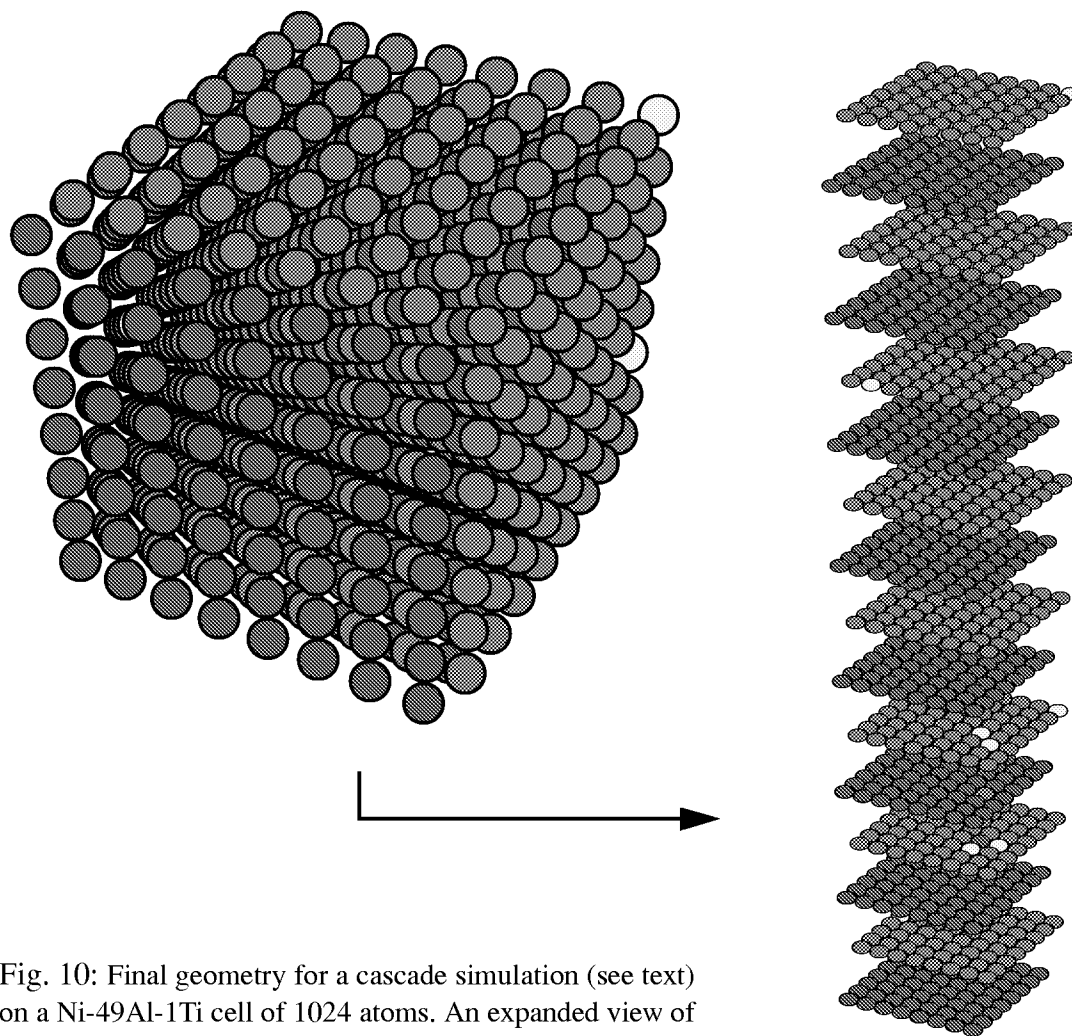 Fig. 10: Final geometry for a cascade simulation (see text)
on a Ni-49Al-1Ti cell of 1024 atoms. An expanded view of